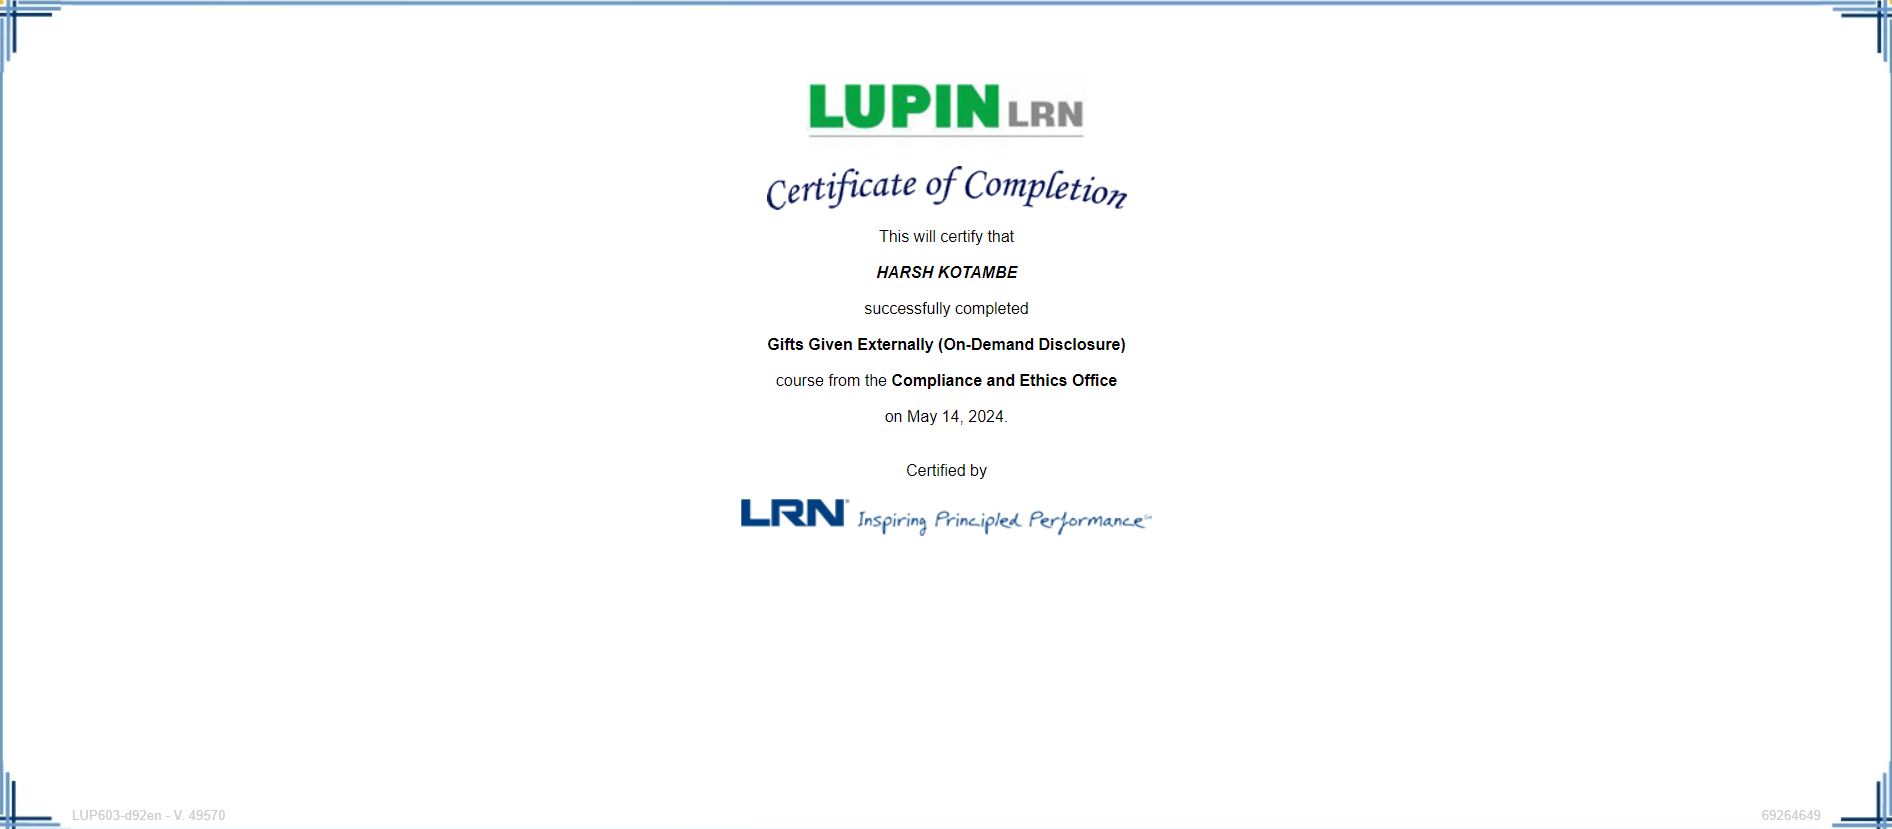 LUPIN LRN
Certificate of Completion
This will certify that
HARSH KOTAMBE
successfully completed
Gifts Given Externally (On-Demand Disclosure)
course from the Compliance and Ethics Office
on May 14, 2024.
Certified by
LRN® Inspiring Principled Performance℠
LUP603-d92en - V. 49570
69264649